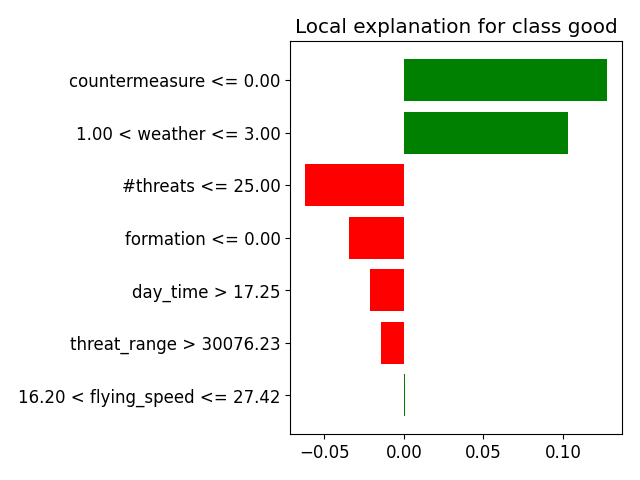 Local explanation for class good
countermeasure <= 0.00
1.00 < weather <= 3.00
#threats <= 25.00
formation <= 0.00
day_time > 17.25
threat_range > 30076.23
16.20 < flying_speed <= 27.42
−0.05 0.00 0.05 0.10